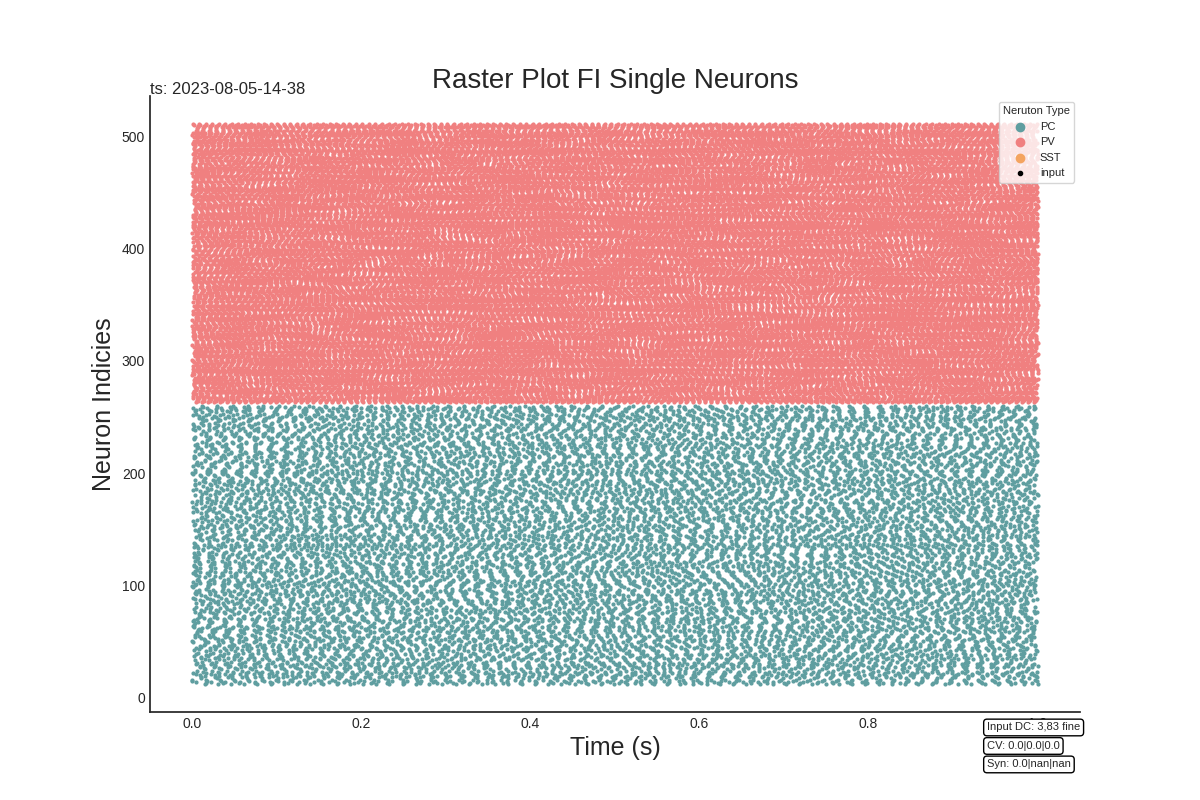 Raster Plot FI Single Neurons
ts: 2023-08-05-14-38
Neruton Type
PC
PV
SST
input
Neuron Indicies
500
400
300
200
100
0
0.0
0.2
0.4
0.6
0.8
Time (s)
Input DC: 3,83 fine
CV: 0.0|0.0|0.0
Syn: 0.0|nan|nan